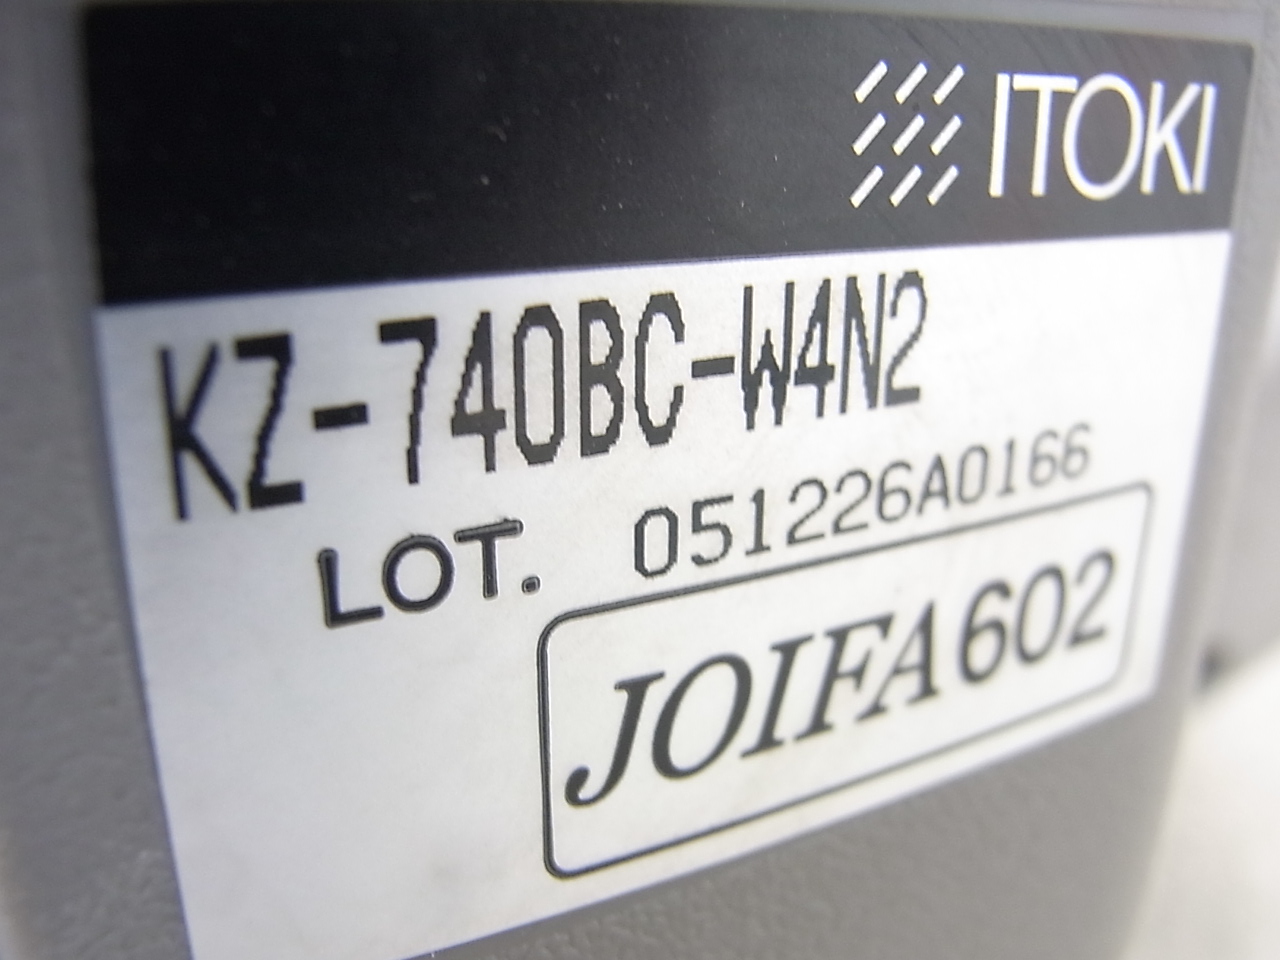 ITOKI
KZ-740BC-W4N2
LOT. 051226A0166
JOIFA602